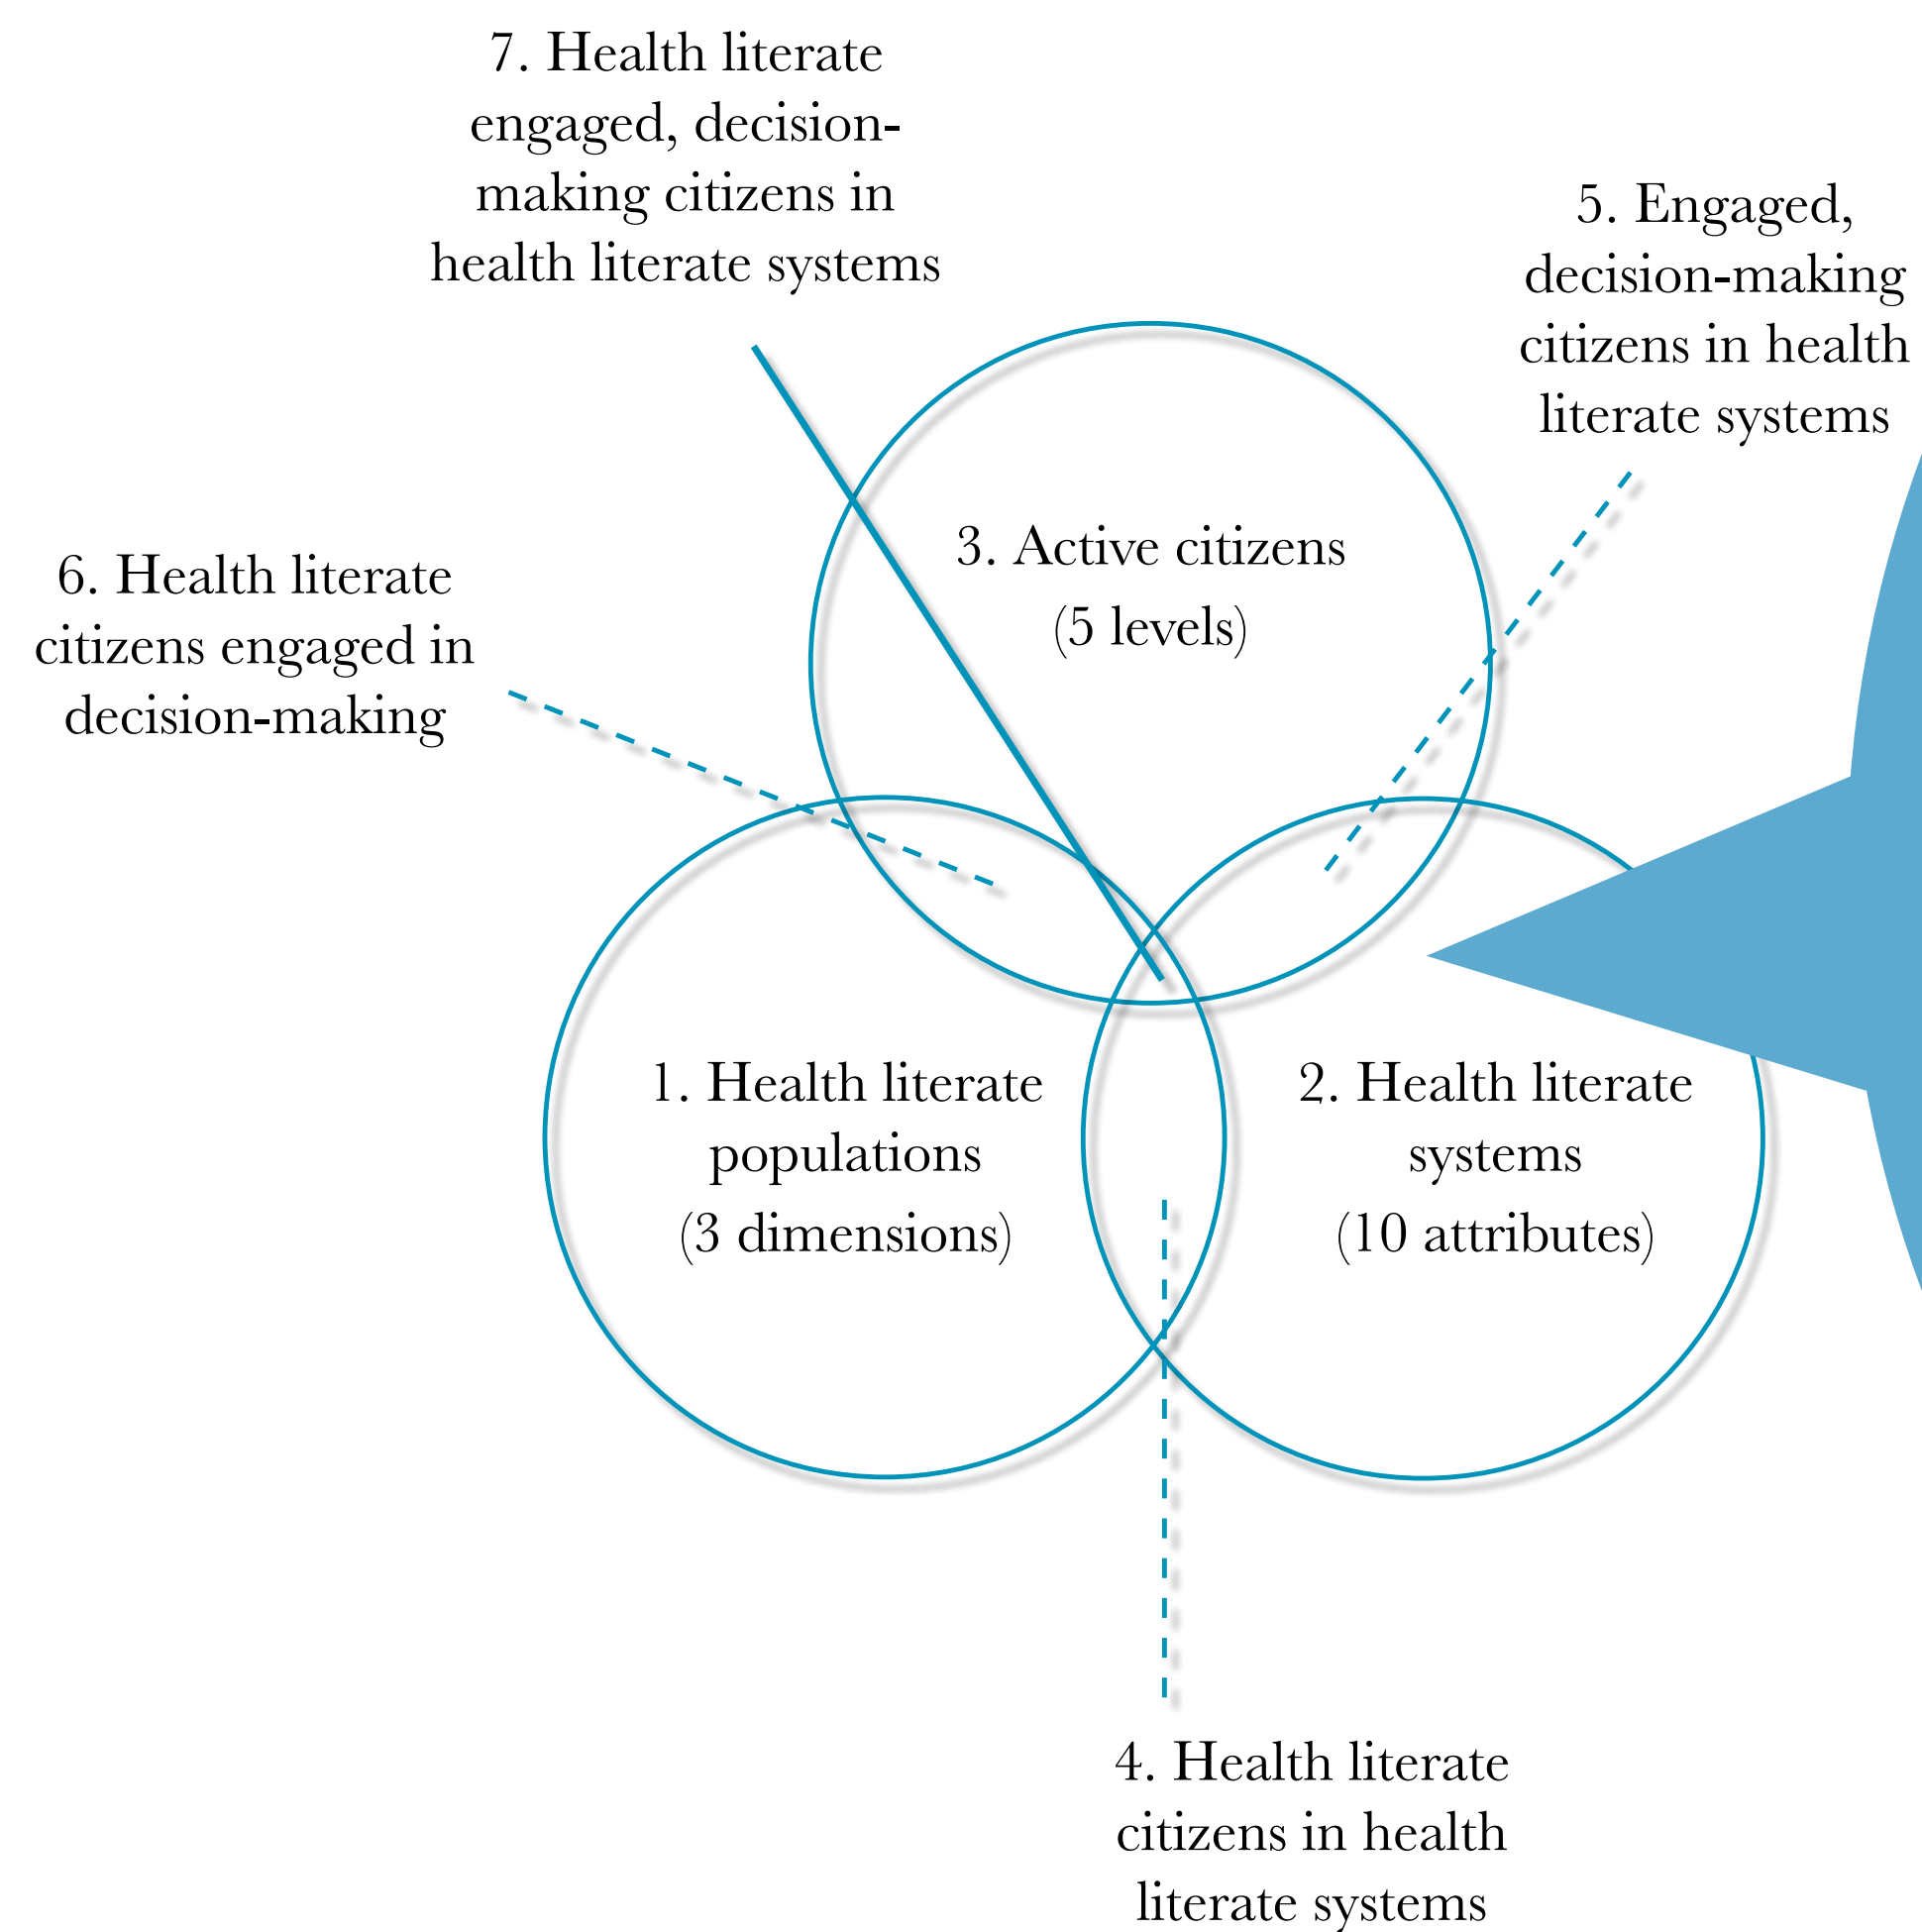 7. Health literate
engaged, decision-
making citizens in
health literate systems
5. Engaged,
decision-making
citizens in health
literate systems
3. Active citizens
(5 levels)
6. Health literate
citizens engaged in
decision-making
1. Health literate
populations
(3 dimensions)
2. Health literate
systems
(10 attributes)
4. Health literate
citizens in health
literate systems